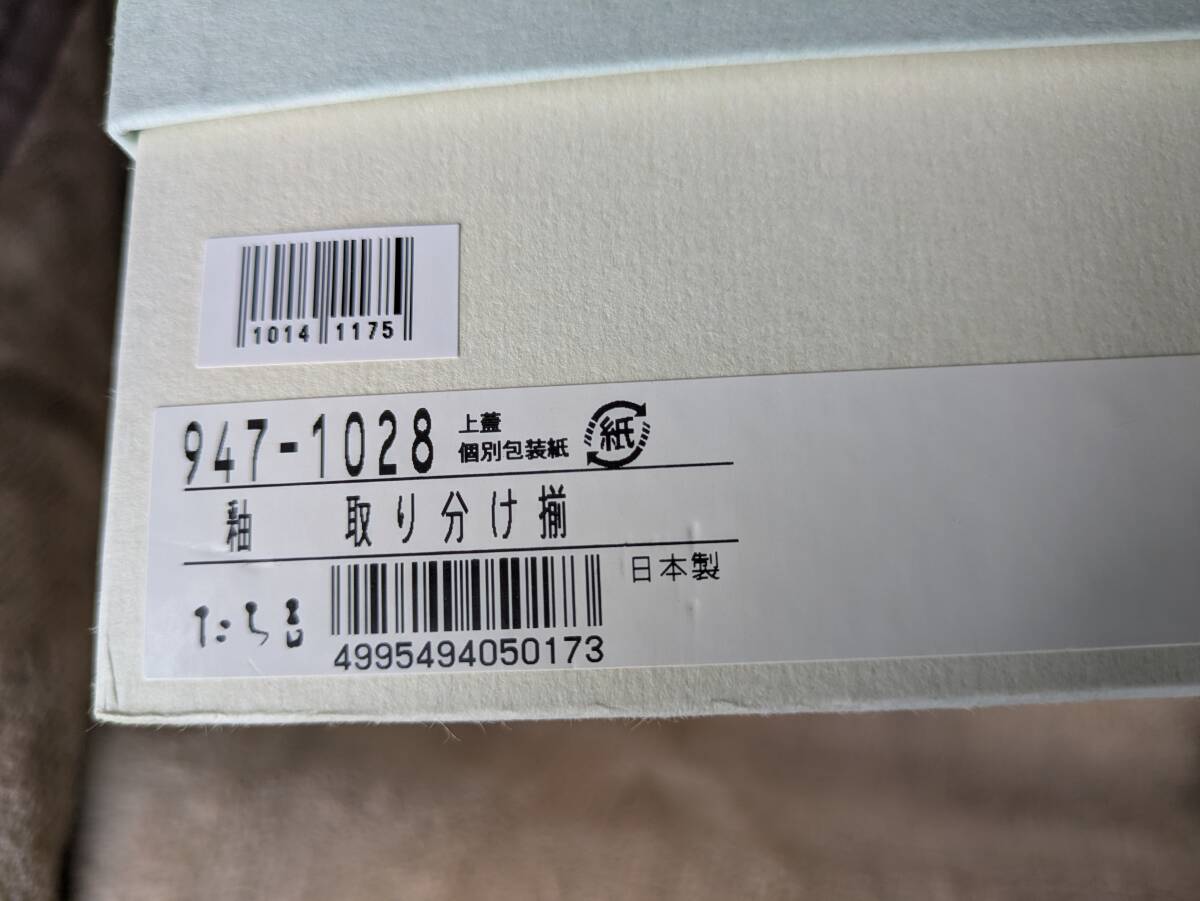 1014 1175
947-1028
上蓋
個別包装紙
紙
釉 取り分け揃
日本製
たち吉
4995494050173